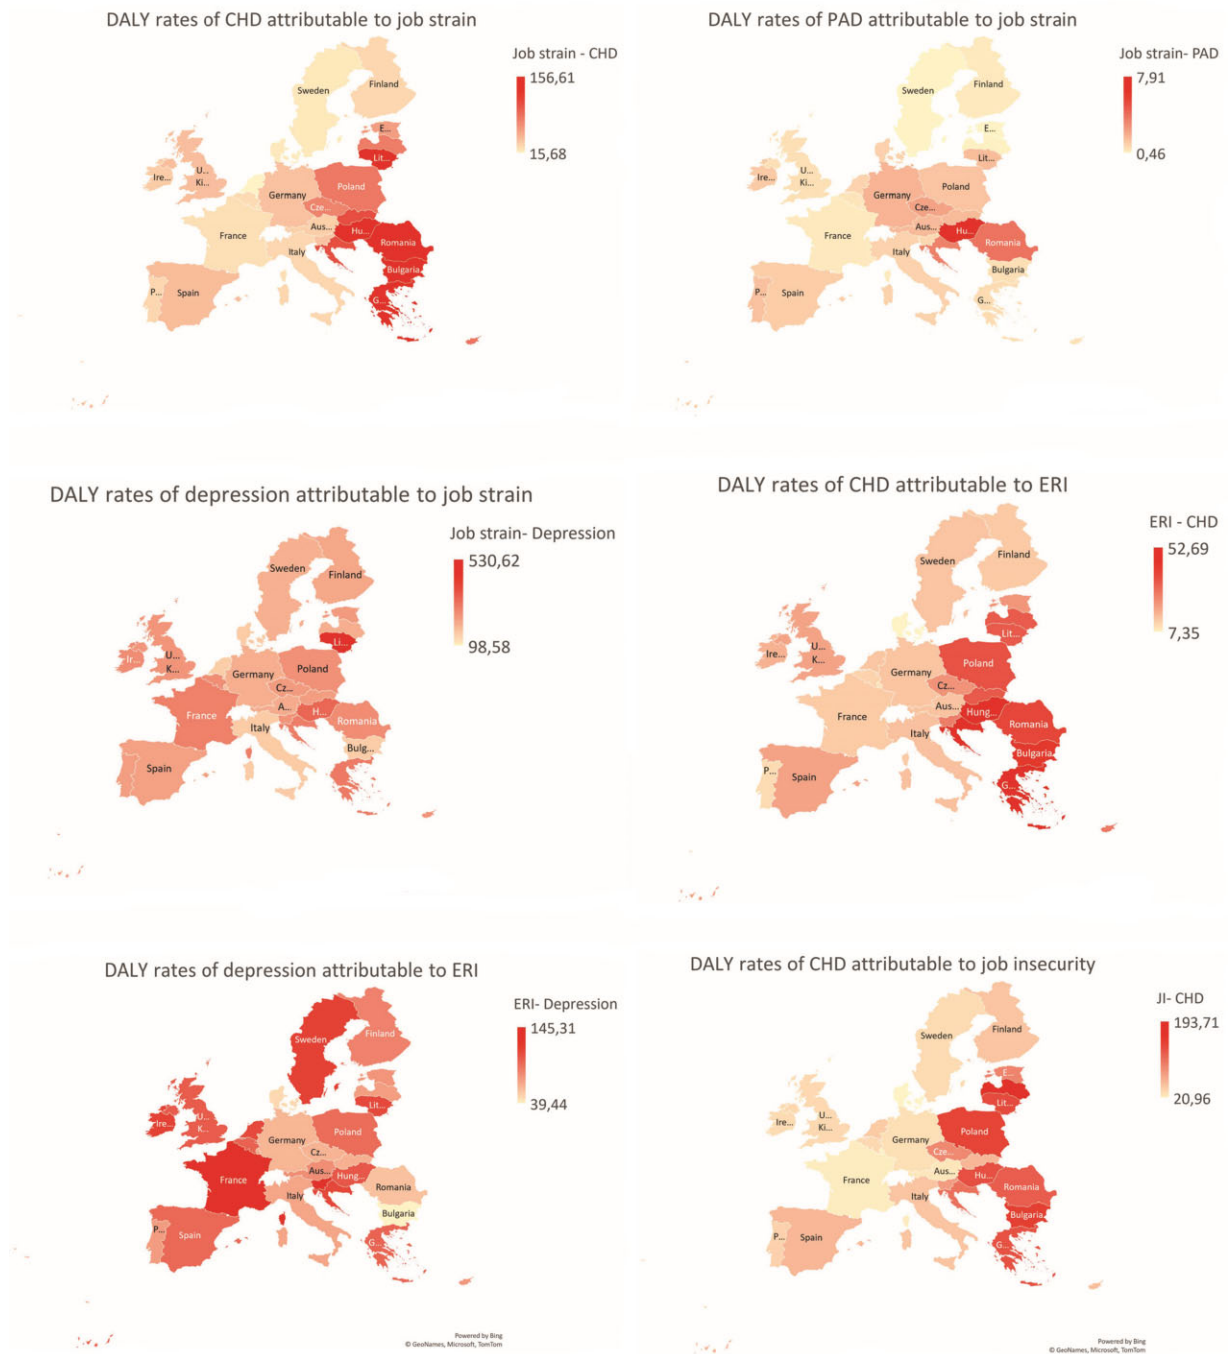 DALY rates of CHD attributable to job strain
Job strain - CHD
156,61
15,68
Sweden
Finland
E...
Lit...
Ire...
U...
Ki...
Germany
Poland
Cze...
Aus...
Hu...
France
Italy
Romania
Bulgaria
P...
Spain
G...
DALY rates of PAD attributable to job strain
Job strain- PAD
7,91
0,46
Sweden
Finland
E...
Lit...
Ire...
U...
Ki...
Germany
Poland
Cze...
Aus...
Hu...
France
Italy
Romania
Bulgaria
P...
Spain
G...
DALY rates of depression attributable to job strain
Job strain- Depression
530,62
98,58
Sweden
Finland
Li...
Ir...
U...
K...
Germany
Poland
Cz...
A...
H...
France
Italy
Romania
Bulg...
Spain
DALY rates of CHD attributable to ERI
ERI - CHD
52,69
7,35
Sweden
Finland
Lit...
Ire...
U...
K...
Germany
Poland
Cz...
Aus...
Hung...
France
Italy
Romania
Bulgaria
P...
Spain
G...
DALY rates of depression attributable to ERI
ERI- Depression
145,31
39,44
Sweden
Finland
Lit...
Ire...
U...
K...
Germany
Poland
Cz...
Aus...
Hung...
France
Italy
Romania
Bulgaria
P...
Spain
G...
Powered by Bing
© GeoNames, Microsoft, TomTom
DALY rates of CHD attributable to job insecurity
JI- CHD
193,71
20,96
Sweden
Finland
E...
Lit...
Ire...
U...
Ki...
Germany
Poland
Cze...
Aus...
Hu...
France
Italy
Romania
Bulgaria
P...
Spain
G...
Powered by Bing
© GeoNames, Microsoft, TomTom